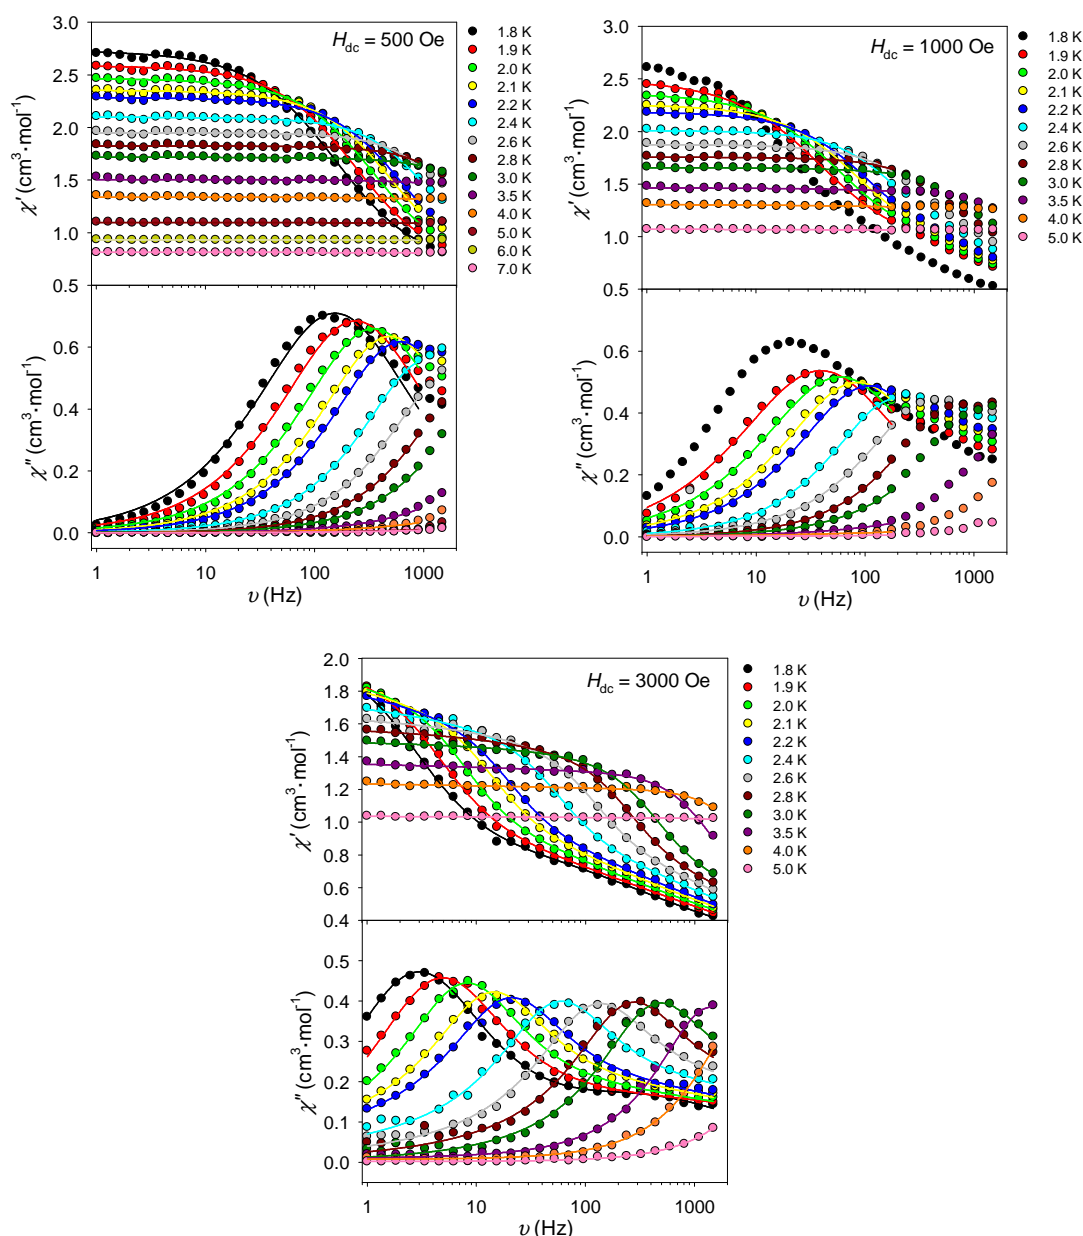 H_dc = 500 Oe
χ′ (cm³·mol⁻¹)
3.0
2.5
2.0
1.5
1.0
0.5
χ″ (cm³·mol⁻¹)
0.6
0.4
0.2
0.0
1 10 100 1000
υ (Hz)
1.8 K
1.9 K
2.0 K
2.1 K
2.2 K
2.4 K
2.6 K
2.8 K
3.0 K
3.5 K
4.0 K
5.0 K
6.0 K
7.0 K
H_dc = 1000 Oe
χ′ (cm³·mol⁻¹)
3.0
2.5
2.0
1.5
1.0
0.5
χ″ (cm³·mol⁻¹)
0.6
0.4
0.2
0.0
1 10 100 1000
υ (Hz)
1.8 K
1.9 K
2.0 K
2.1 K
2.2 K
2.4 K
2.6 K
2.8 K
3.0 K
3.5 K
4.0 K
5.0 K
H_dc = 3000 Oe
χ′ (cm³·mol⁻¹)
2.0
1.8
1.6
1.4
1.2
1.0
0.8
0.6
0.4
χ″ (cm³·mol⁻¹)
0.5
0.4
0.3
0.2
0.1
0.0
1 10 100 1000
υ (Hz)
1.8 K
1.9 K
2.0 K
2.1 K
2.2 K
2.4 K
2.6 K
2.8 K
3.0 K
3.5 K
4.0 K
5.0 K